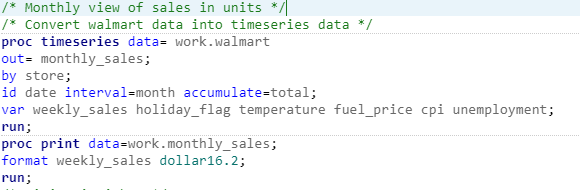 /* Monthly view of sales in units */
/* Convert walmart data into timeseries data */
proc timeseries data= work.walmart
out= monthly_sales;
by store;
id date interval=month accumulate=total;
var weekly_sales holiday_flag temperature fuel_price cpi unemployment;
run;
proc print data=work.monthly_sales;
format weekly_sales dollar16.2;
run;